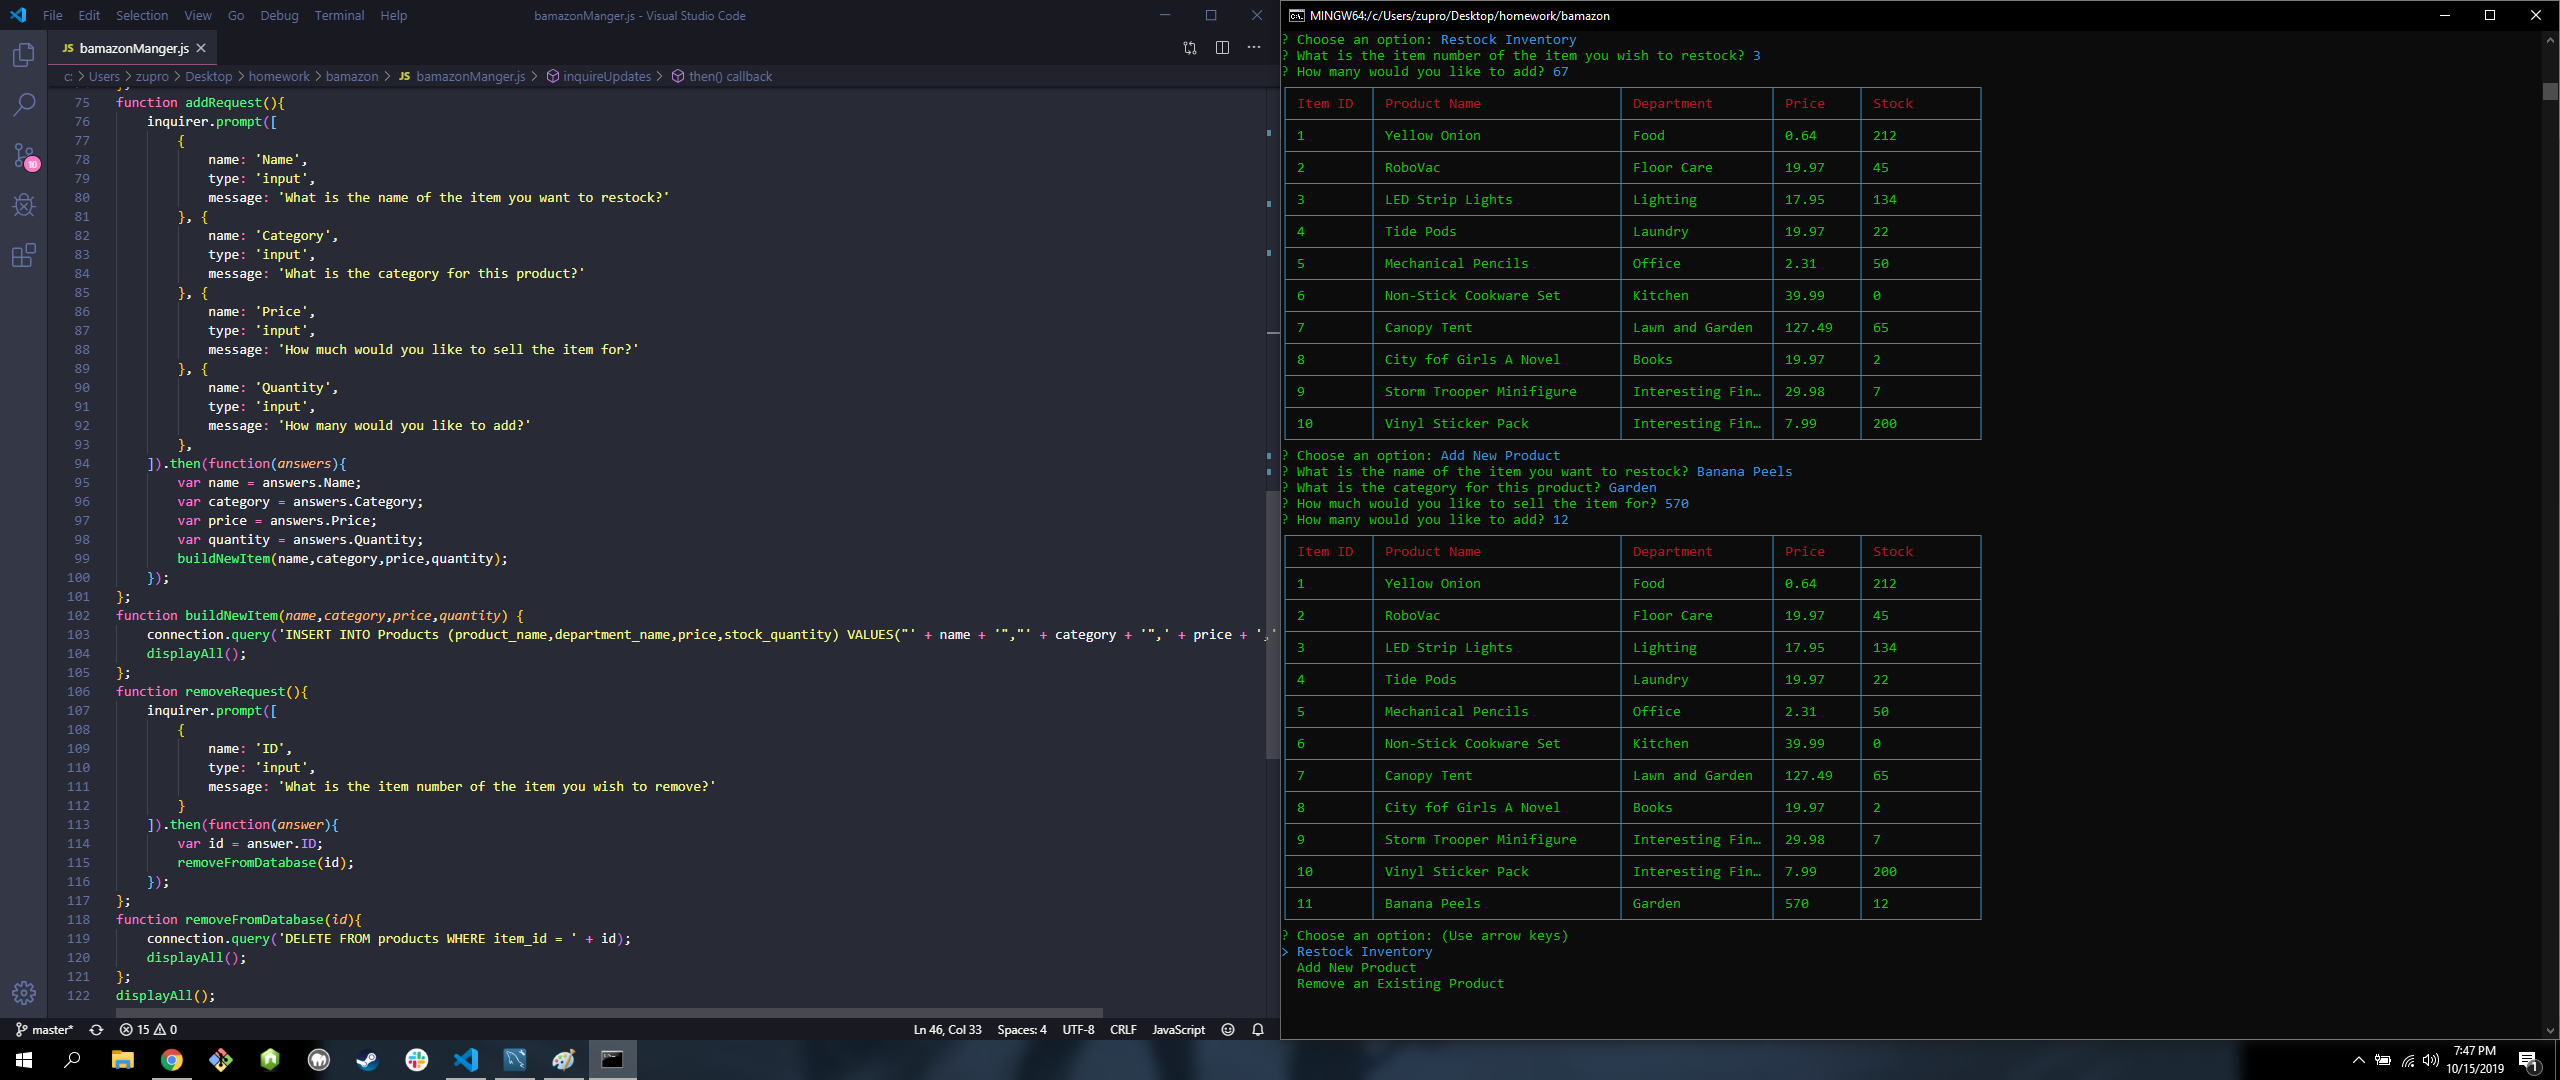 File Edit Selection View Go Debug Terminal Help
bamazonManger.js - Visual Studio Code
JS bamazonManger.js
c: > Users > zupro > Desktop > homework > bamazon > JS bamazonManger.js > inquireUpdates > then() callback
75 function addRequest(){
76 inquirer.prompt([
77 {
78 name: 'Name',
79 type: 'input',
80 message: 'What is the name of the item you want to restock?'
81 }, {
82 name: 'Category',
83 type: 'input',
84 message: 'What is the category for this product?'
85 }, {
86 name: 'Price',
87 type: 'input',
88 message: 'How much would you like to sell the item for?'
89 }, {
90 name: 'Quantity',
91 type: 'input',
92 message: 'How many would you like to add?'
93 },
94 ]).then(function(answers){
95 var name = answers.Name;
96 var category = answers.Category;
97 var price = answers.Price;
98 var quantity = answers.Quantity;
99 buildNewItem(name,category,price,quantity);
100 });
101 };
102 function buildNewItem(name,category,price,quantity) {
103 connection.query('INSERT INTO Products (product_name,department_name,price,stock_quantity) VALUES("' + name + '","' + category + '",' + price + ','
104 displayAll();
105 };
106 function removeRequest(){
107 inquirer.prompt([
108 {
109 name: 'ID',
110 type: 'input',
111 message: 'What is the item number of the item you wish to remove?'
112 }
113 ]).then(function(answer){
114 var id = answer.ID;
115 removeFromDatabase(id);
116 });
117 };
118 function removeFromDatabase(id){
119 connection.query('DELETE FROM products WHERE item_id = ' + id);
120 displayAll();
121 };
122 displayAll();
10
master* 15 0
Ln 46, Col 33 Spaces: 4 UTF-8 CRLF JavaScript
MINGW64:/c/Users/zupro/Desktop/homework/bamazon
? Choose an option: Restock Inventory
? What is the item number of the item you wish to restock? 3
? How many would you like to add? 67
Item ID Product Name Department Price Stock
1 Yellow Onion Food 0.64 212
2 RoboVac Floor Care 19.97 45
3 LED Strip Lights Lighting 17.95 134
4 Tide Pods Laundry 19.97 22
5 Mechanical Pencils Office 2.31 50
6 Non-Stick Cookware Set Kitchen 39.99 0
7 Canopy Tent Lawn and Garden 127.49 65
8 City fof Girls A Novel Books 19.97 2
9 Storm Trooper Minifigure Interesting Fin… 29.98 7
10 Vinyl Sticker Pack Interesting Fin… 7.99 200
? Choose an option: Add New Product
? What is the name of the item you want to restock? Banana Peels
? What is the category for this product? Garden
? How much would you like to sell the item for? 570
? How many would you like to add? 12
Item ID Product Name Department Price Stock
1 Yellow Onion Food 0.64 212
2 RoboVac Floor Care 19.97 45
3 LED Strip Lights Lighting 17.95 134
4 Tide Pods Laundry 19.97 22
5 Mechanical Pencils Office 2.31 50
6 Non-Stick Cookware Set Kitchen 39.99 0
7 Canopy Tent Lawn and Garden 127.49 65
8 City fof Girls A Novel Books 19.97 2
9 Storm Trooper Minifigure Interesting Fin… 29.98 7
10 Vinyl Sticker Pack Interesting Fin… 7.99 200
11 Banana Peels Garden 570 12
? Choose an option: (Use arrow keys)
> Restock Inventory
Add New Product
Remove an Existing Product
7:47 PM
10/15/2019
1